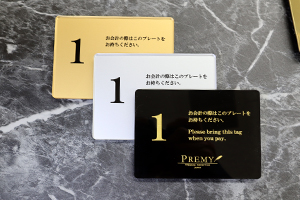 1
お会計の際はこのプレートを
お持ちください。
1
お会計の際はこのプレートを
お持ちください。
1
お会計の際はこのプレートを
お持ちください。
Please bring this tag
when you pay.
PREMY